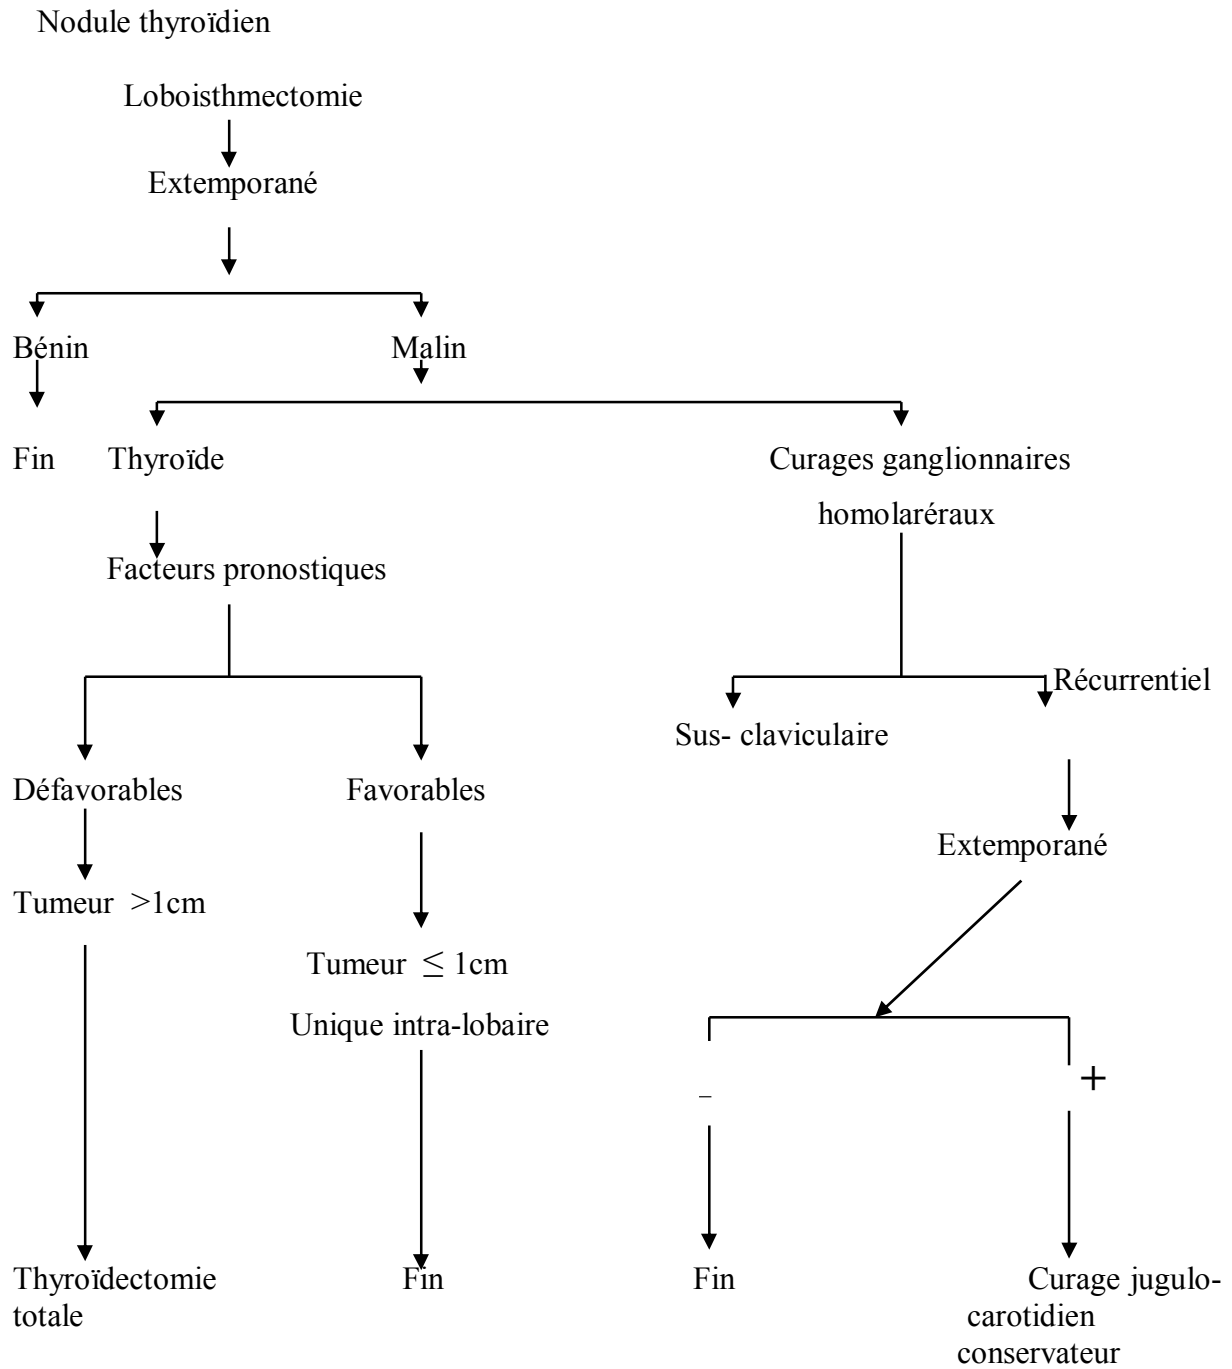 Nodule thyroïdien
Loboisthmectomie
Extemporané
Bénin
Malin
Fin
Thyroïde
Curages ganglionnaires
homolaréraux
Facteurs pronostiques
Récurrentiel
Sus- claviculaire
Défavorables
Favorables
Extemporané
Tumeur >1cm
Tumeur ≤ 1cm
Unique intra-lobaire
+
–
Thyroïdectomie
totale
Fin
Fin
Curage jugulo-
carotidien
conservateur